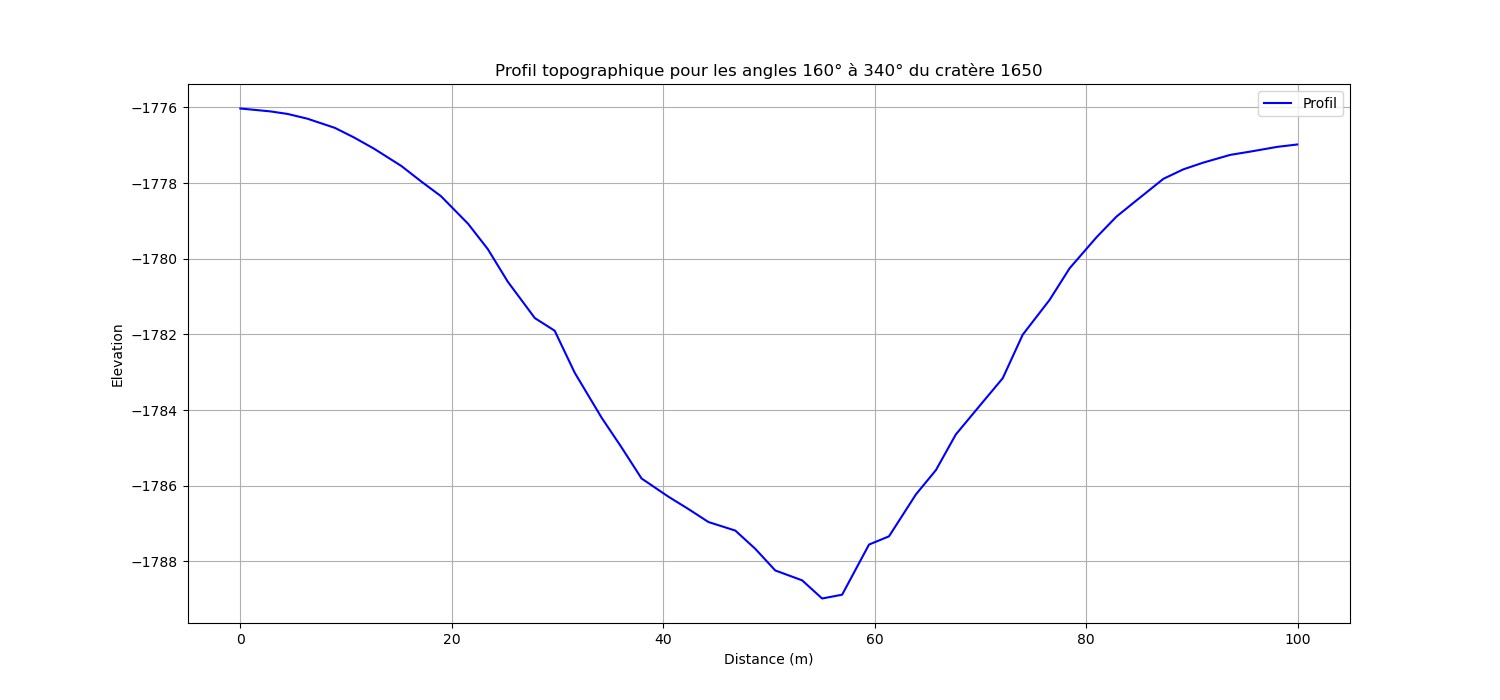 Profil topographique pour les angles 160° à 340° du cratère 1650
Profil
−1776
−1778
−1780
−1782
−1784
−1786
−1788
Elevation
0 20 40 60 80 100
Distance (m)